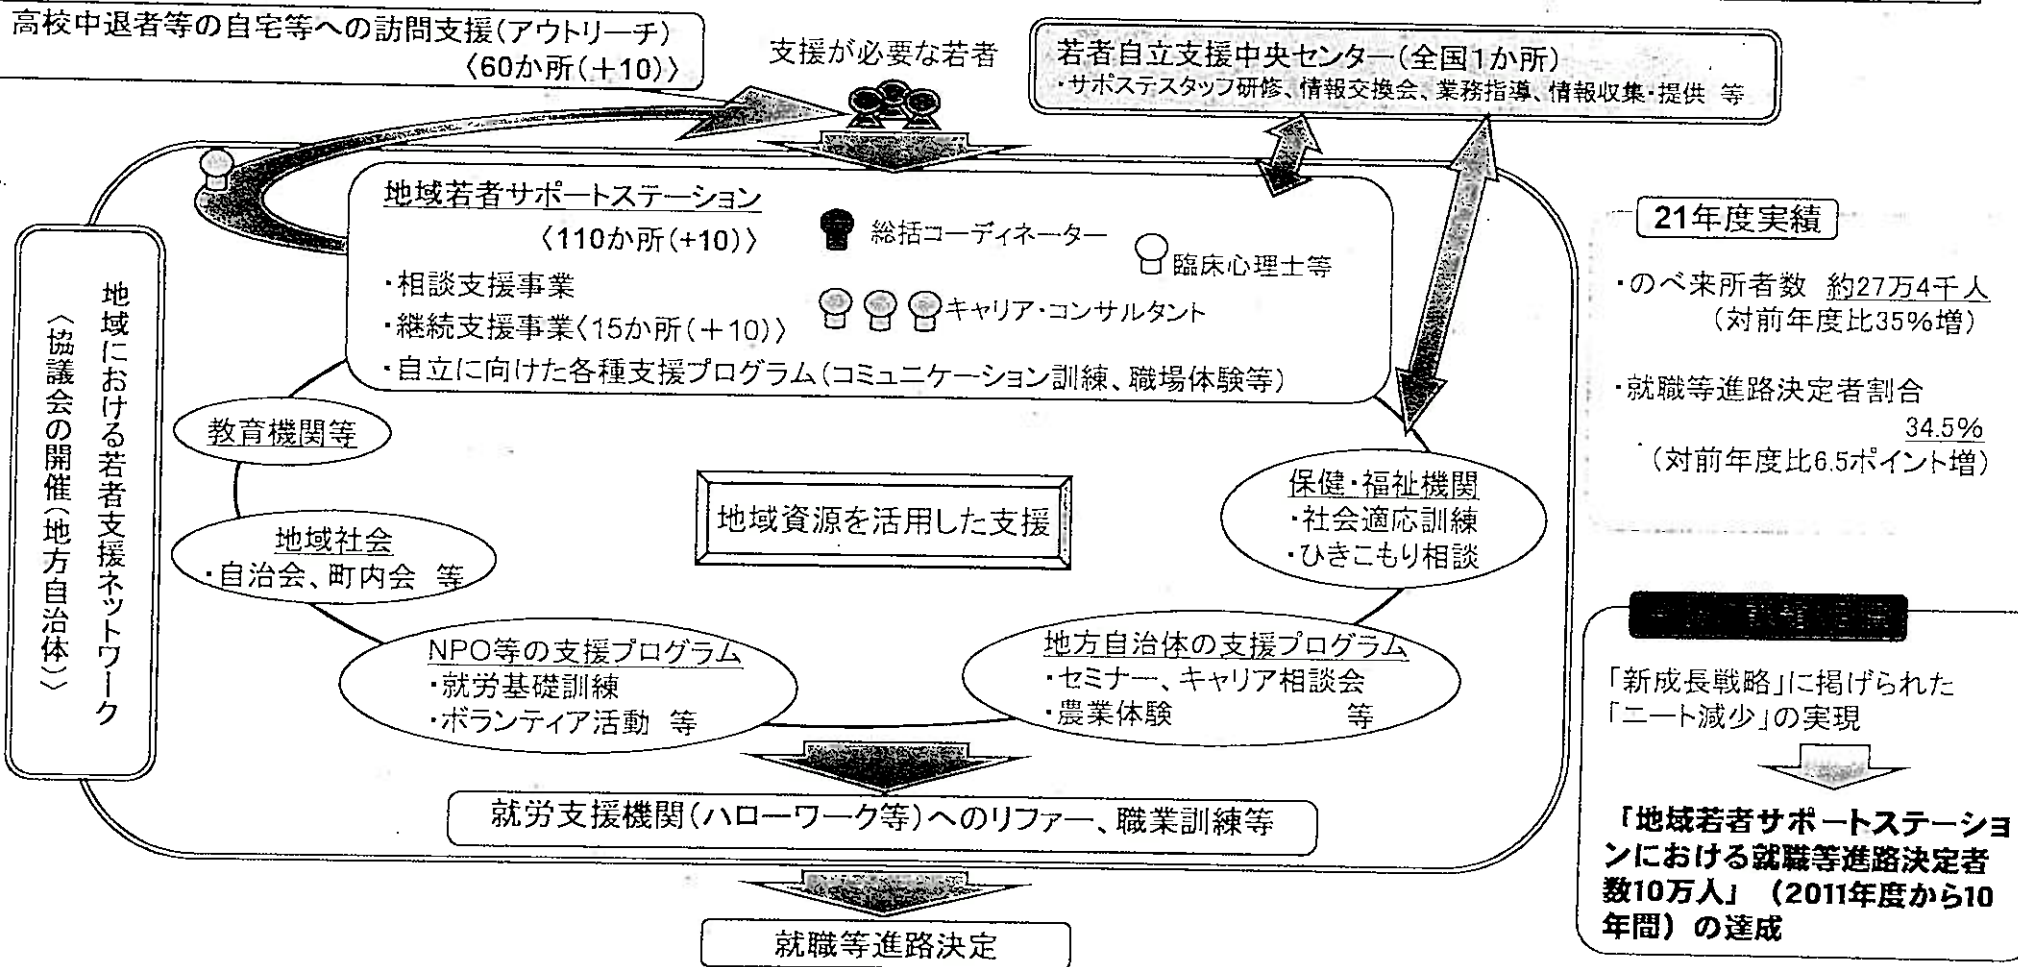 高校中退者等の自宅等への訪問支援(アウトリーチ)
〈60か所(+10)〉
支援が必要な若者
若者自立支援中央センター(全国1か所)
・サポステスタッフ研修、情報交換会、業務指導、情報収集・提供 等
地域若者サポートステーション
〈110か所(+10)〉
・相談支援事業
・継続支援事業〈15か所(+10)〉
・自立に向けた各種支援プログラム(コミュニケーション訓練、職場体験等)
総括コーディネーター
臨床心理士等
キャリア・コンサルタント
地域における若者支援ネットワーク
〈協議会の開催(地方自治体)〉
教育機関等
地域社会
・自治会、町内会 等
地域資源を活用した支援
保健・福祉機関
・社会適応訓練
・ひきこもり相談
NPO等の支援プログラム
・就労基礎訓練
・ボランティア活動 等
地方自治体の支援プログラム
・セミナー、キャリア相談会
・農業体験 等
就労支援機関(ハローワーク等)へのリファー、職業訓練等
就職等進路決定
21年度実績
・のべ来所者数 約27万4千人
(対前年度比35%増)
・就職等進路決定者割合
34.5%
(対前年度比6.5ポイント増)
「新成長戦略」に掲げられた
「ニート減少」の実現
「地域若者サポートステーショ
ンにおける就職等進路決定者
数10万人」(2011年度から10
年間)の達成